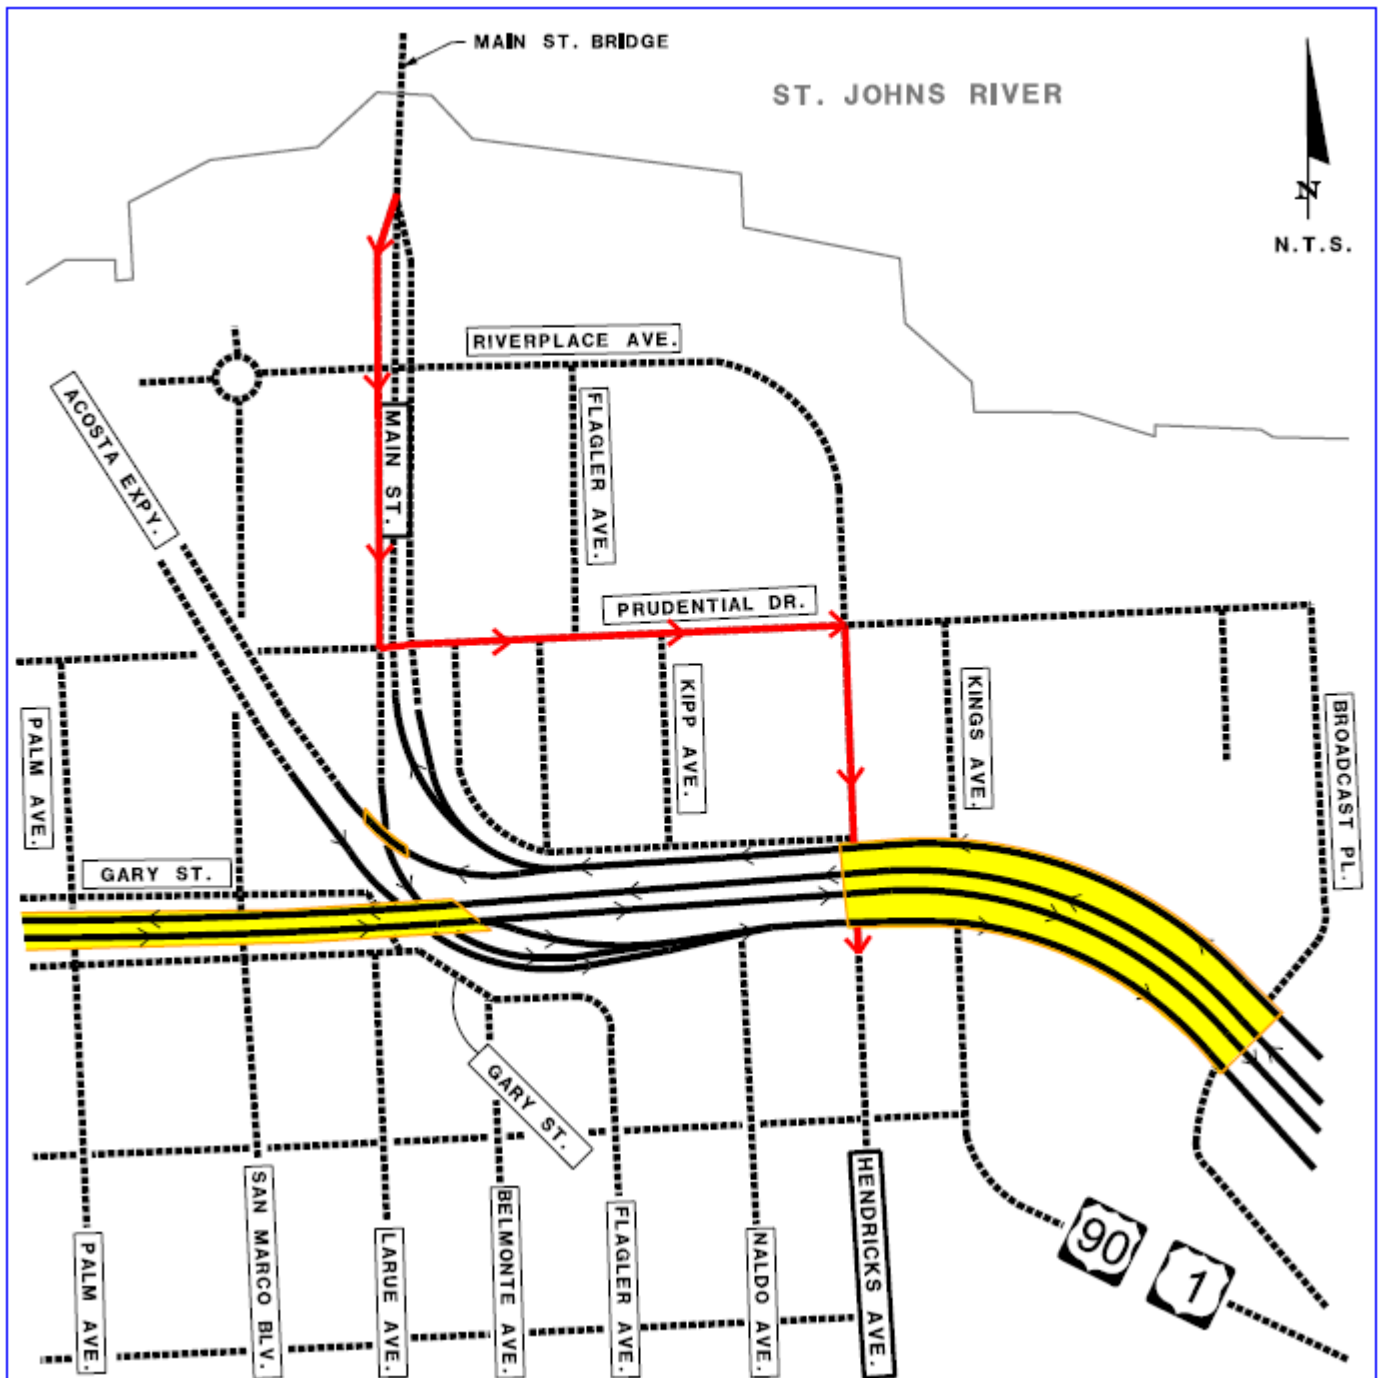 MAIN ST. BRIDGE
ST. JOHNS RIVER
N
N.T.S.
RIVERPLACE AVE.
ACOSTA EXPY.
MAIN ST.
FLAGLER AVE.
PRUDENTIAL DR.
PALM AVE.
KIPP AVE.
KINGS AVE.
BROADCAST PL.
GARY ST.
GARY ST.
PALM AVE.
SAN MARCO BLV.
LARUE AVE.
BELMONTE AVE.
FLAGLER AVE.
NALDO AVE.
HENDRICKS AVE.
90
1